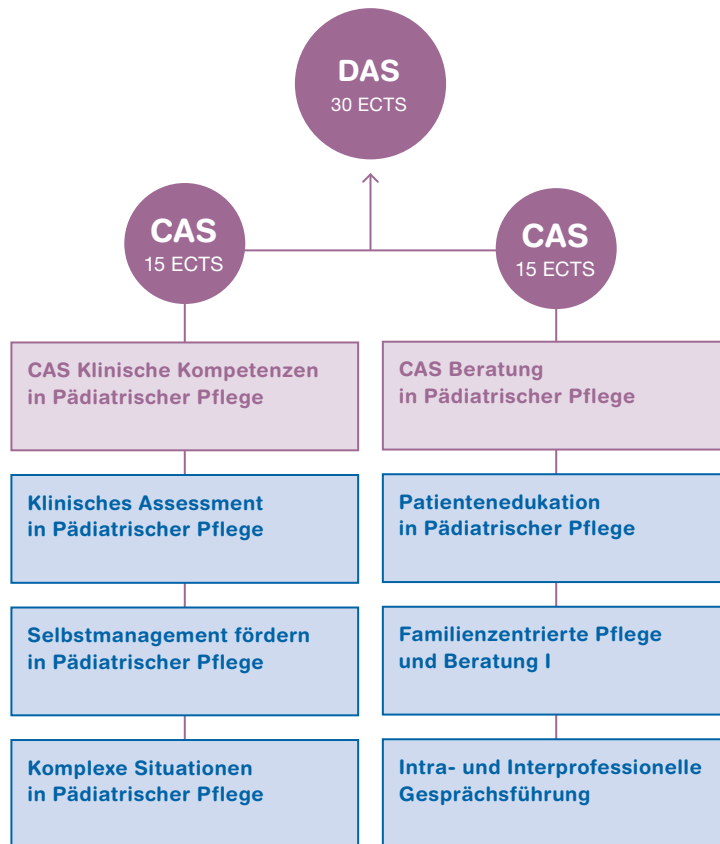 DAS
30 ECTS
CAS
15 ECTS
CAS
15 ECTS
CAS Klinische Kompetenzen
in Pädiatrischer Pflege
Klinisches Assessment
in Pädiatrischer Pflege
Selbstmanagement fördern
in Pädiatrischer Pflege
Komplexe Situationen
in Pädiatrischer Pflege
CAS Beratung
in Pädiatrischer Pflege
Patientenedukation
in Pädiatrischer Pflege
Familienzentrierte Pflege
und Beratung I
Intra- und Interprofessionelle
Gesprächsführung